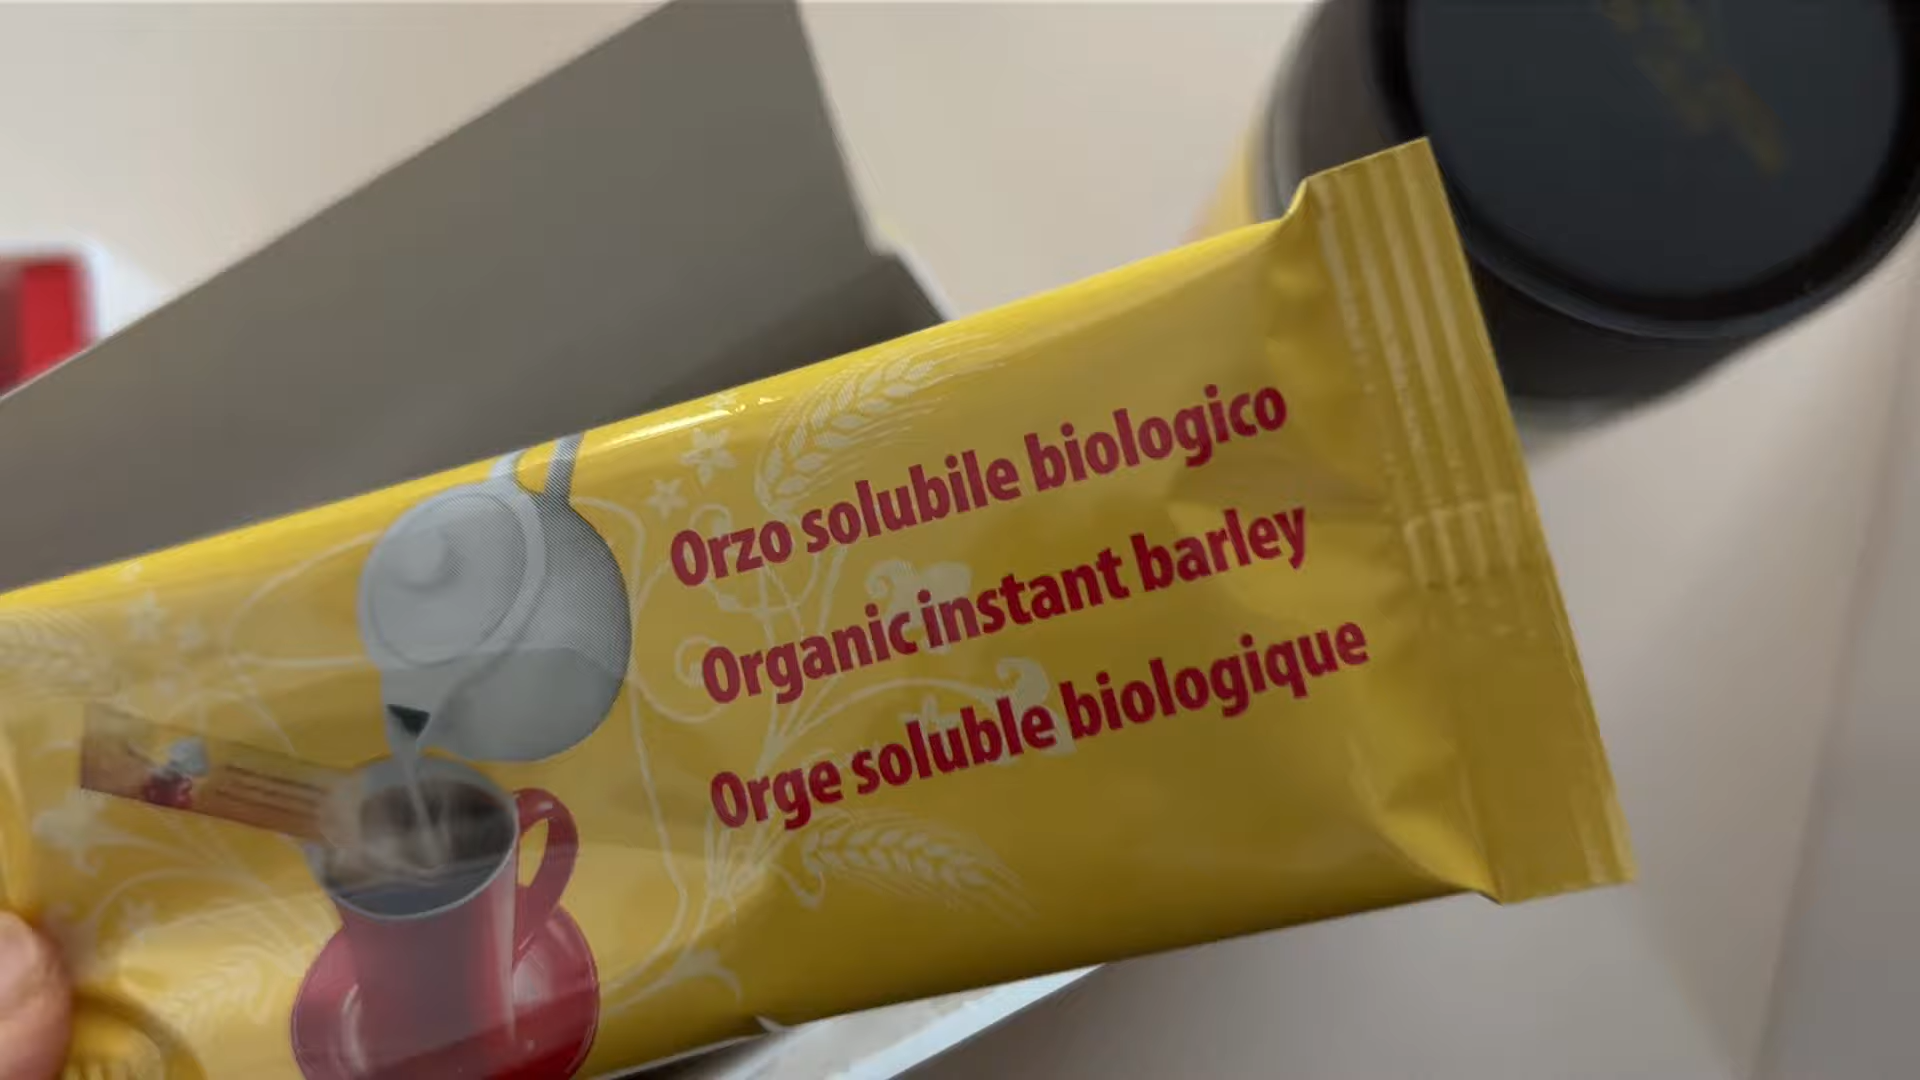 Orzo solubile biologico
Organic instant barley
Orge soluble biologique